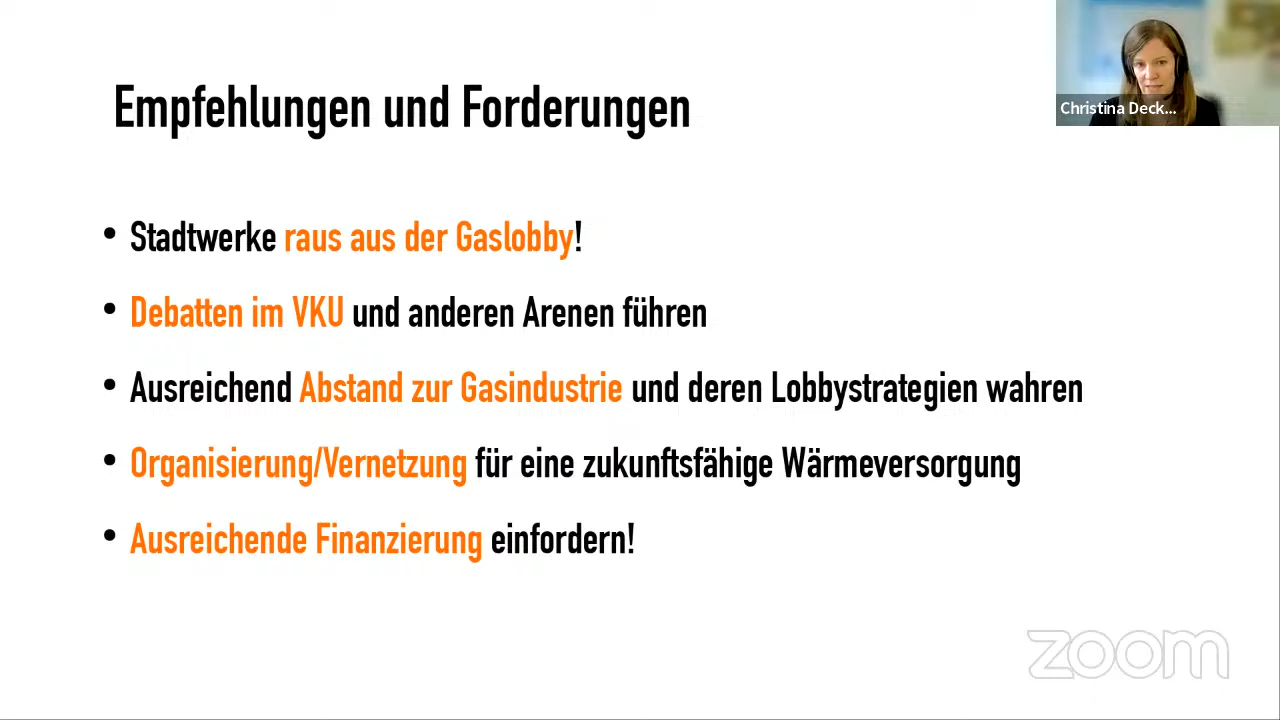 Empfehlungen und Forderungen
Christina Deck...
• Stadtwerke raus aus der Gaslobby!
• Debatten im VKU und anderen Arenen führen
• Ausreichend Abstand zur Gasindustrie und deren Lobbystrategien wahren
• Organisierung/Vernetzung für eine zukunftsfähige Wärmeversorgung
• Ausreichende Finanzierung einfordern!
zoom